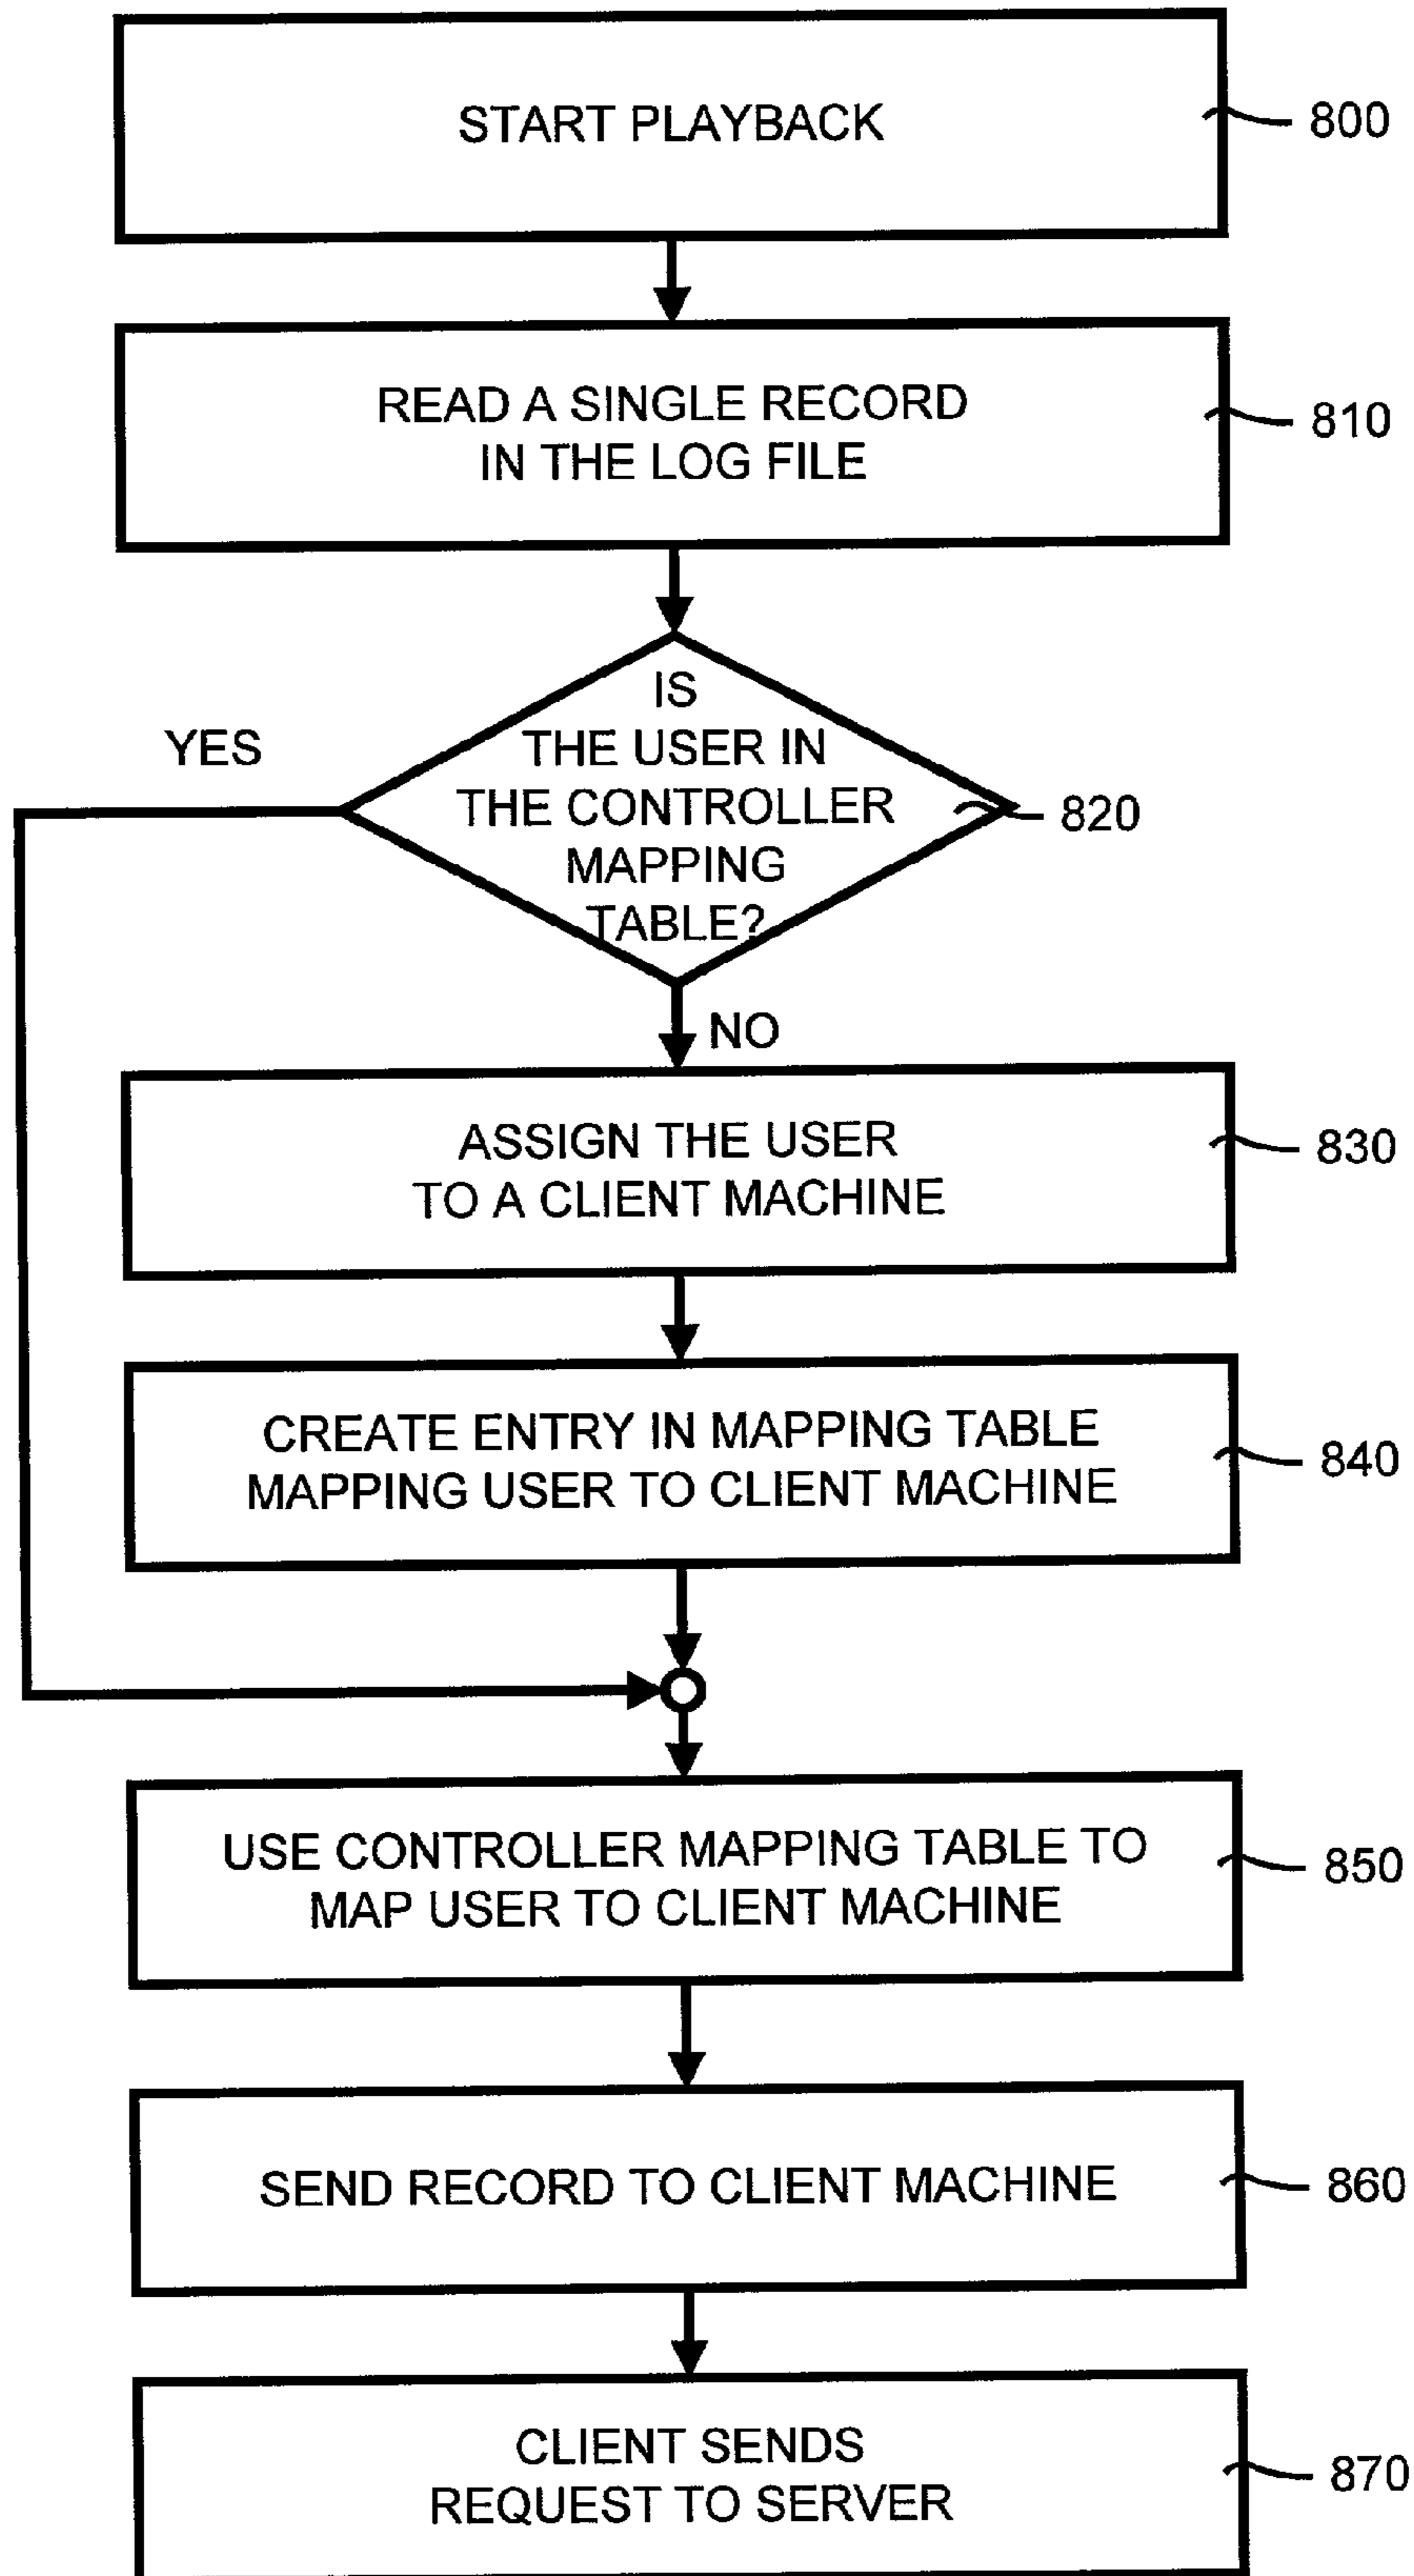 START PLAYBACK
800
READ A SINGLE RECORD
IN THE LOG FILE
810
IS
THE USER IN
THE CONTROLLER
MAPPING
TABLE?
820
YES
NO
ASSIGN THE USER
TO A CLIENT MACHINE
830
CREATE ENTRY IN MAPPING TABLE
MAPPING USER TO CLIENT MACHINE
840
USE CONTROLLER MAPPING TABLE TO
MAP USER TO CLIENT MACHINE
850
SEND RECORD TO CLIENT MACHINE
860
CLIENT SENDS
REQUEST TO SERVER
870